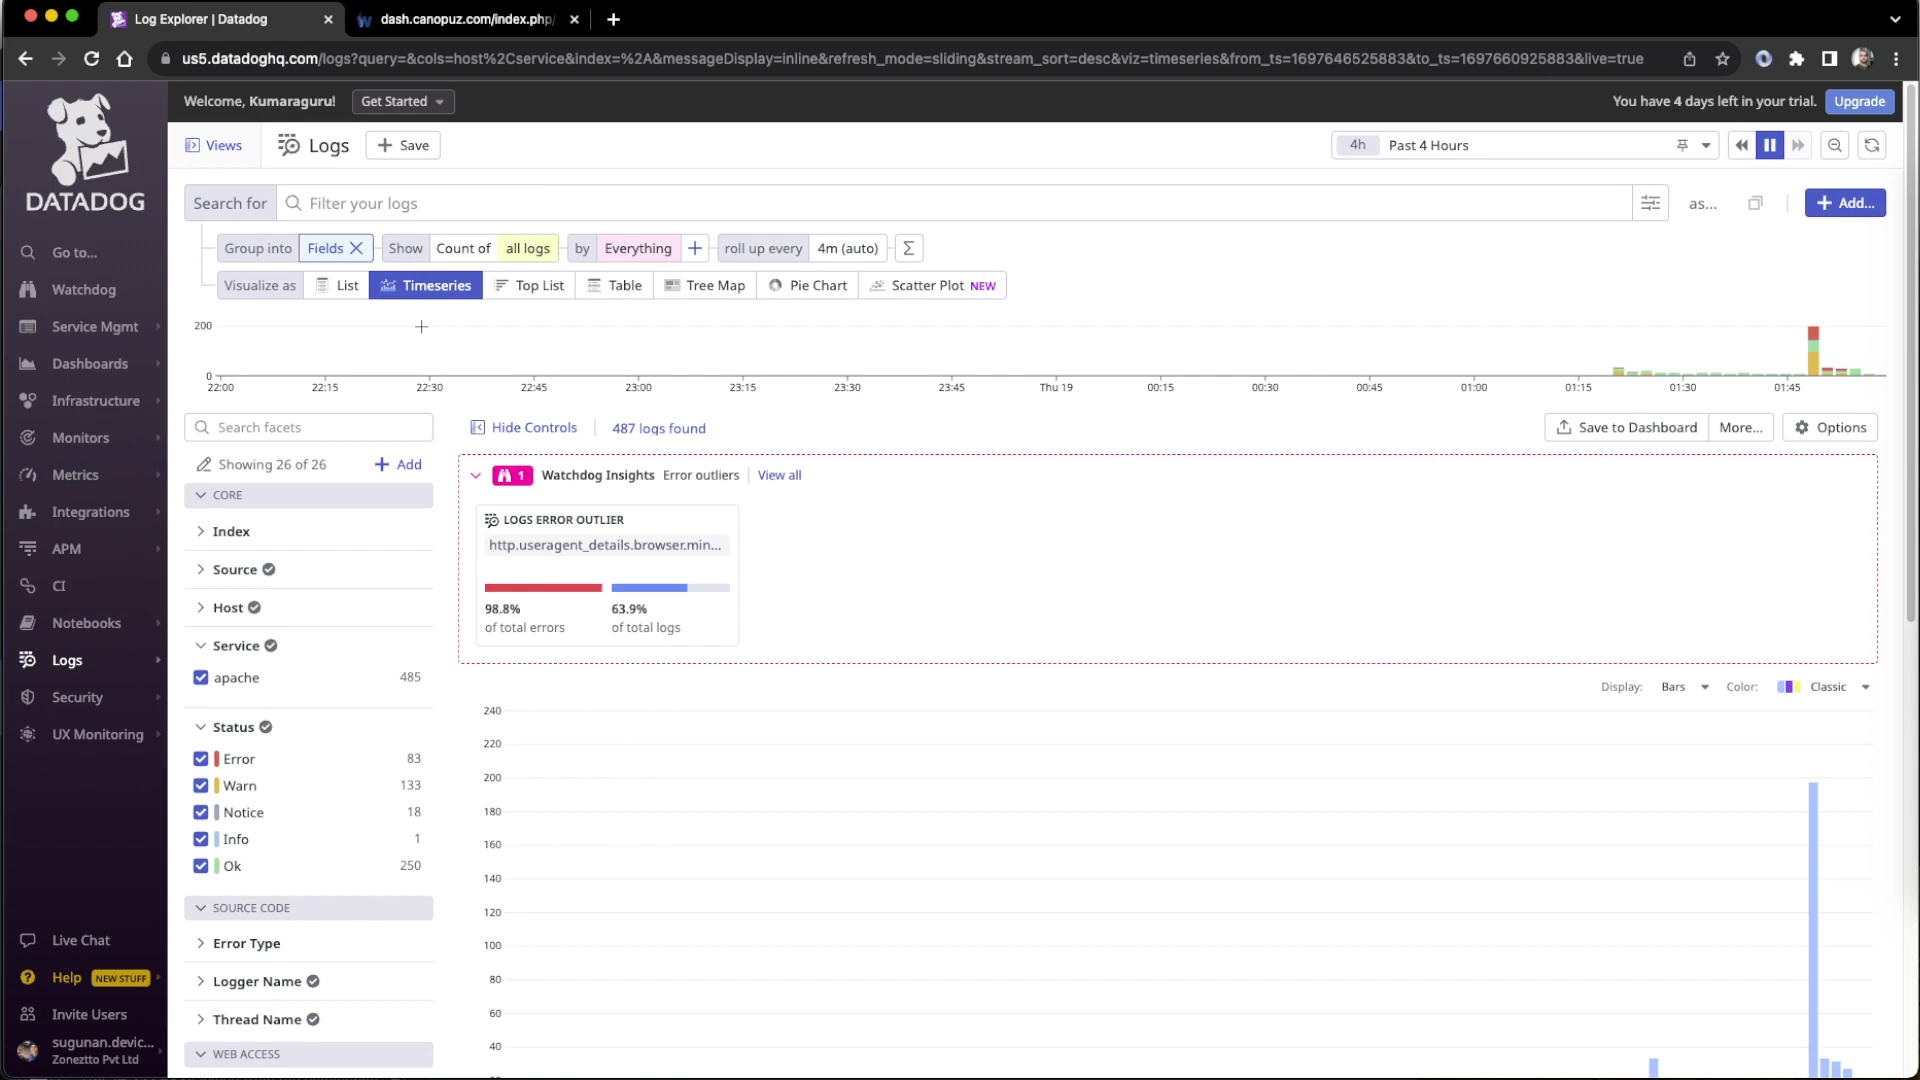 Log Explorer | Datadog
dash.canopuz.com/index.php/
us5.datadoghq.com/logs?query=&cols=host%2Cservice&index=%2A&messageDisplay=inline&refresh_mode=sliding&stream_sort=desc&viz=timeseries&from_ts=1697646525883&to_ts=1697660925883&live=true
Welcome, Kumaraguru!
Get Started
You have 4 days left in your trial.
Upgrade
DATADOG
Go to...
Watchdog
Service Mgmt
Dashboards
Infrastructure
Monitors
Metrics
Integrations
APM
CI
Notebooks
Logs
Security
UX Monitoring
Live Chat
Help NEW STUFF
Invite Users
sugunan.devic...
Zoneztto Pvt Ltd
Views
Logs
+ Save
4h Past 4 Hours
Search for
Filter your logs
as...
+ Add...
Group into Fields Show Count of all logs by Everything + roll up every 4m (auto) Σ
Visualize as List Timeseries Top List Table Tree Map Pie Chart Scatter Plot NEW
200
0
22:00 22:15 22:30 22:45 23:00 23:15 23:30 23:45 Thu 19 00:15 00:30 00:45 01:00 01:15 01:30 01:45
Search facets
Showing 26 of 26
+ Add
CORE
Index
Source
Host
Service
apache 485
Status
Error 83
Warn 133
Notice 18
Info 1
Ok 250
SOURCE CODE
Error Type
Logger Name
Thread Name
WEB ACCESS
Hide Controls
487 logs found
Save to Dashboard
More...
Options
1 Watchdog Insights Error outliers View all
LOGS ERROR OUTLIER
http.useragent_details.browser.min...
98.8% 63.9%
of total errors of total logs
Display: Bars Color: Classic
240
220
200
180
160
140
120
100
80
60
40